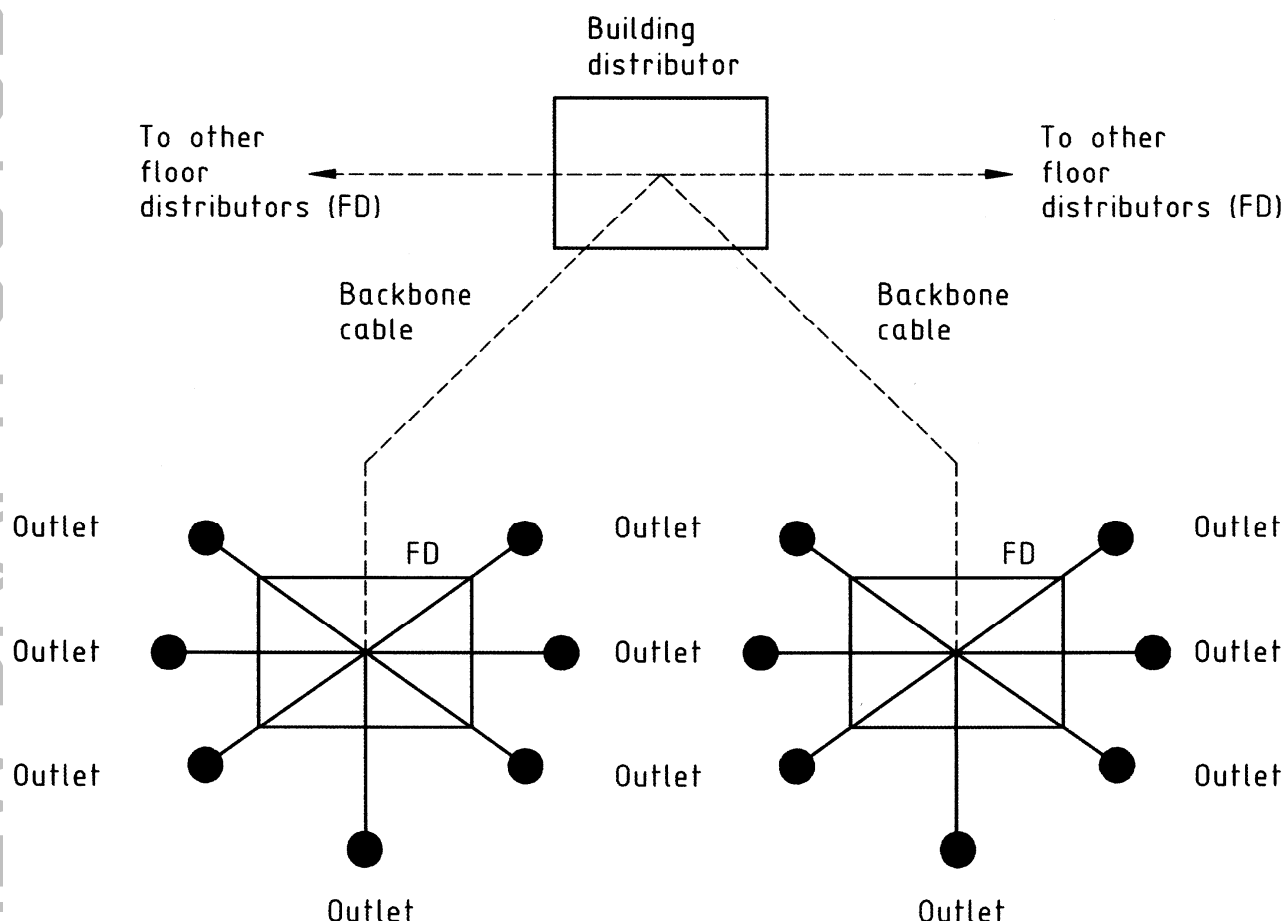 Building
distributor
To other
floor
distributors (FD)
To other
floor
distributors (FD)
Backbone
cable
Backbone
cable
Outlet
FD
Outlet
FD
Outlet
Outlet
Outlet
Outlet
Outlet
Outlet
Outlet
Outlet
Outlet